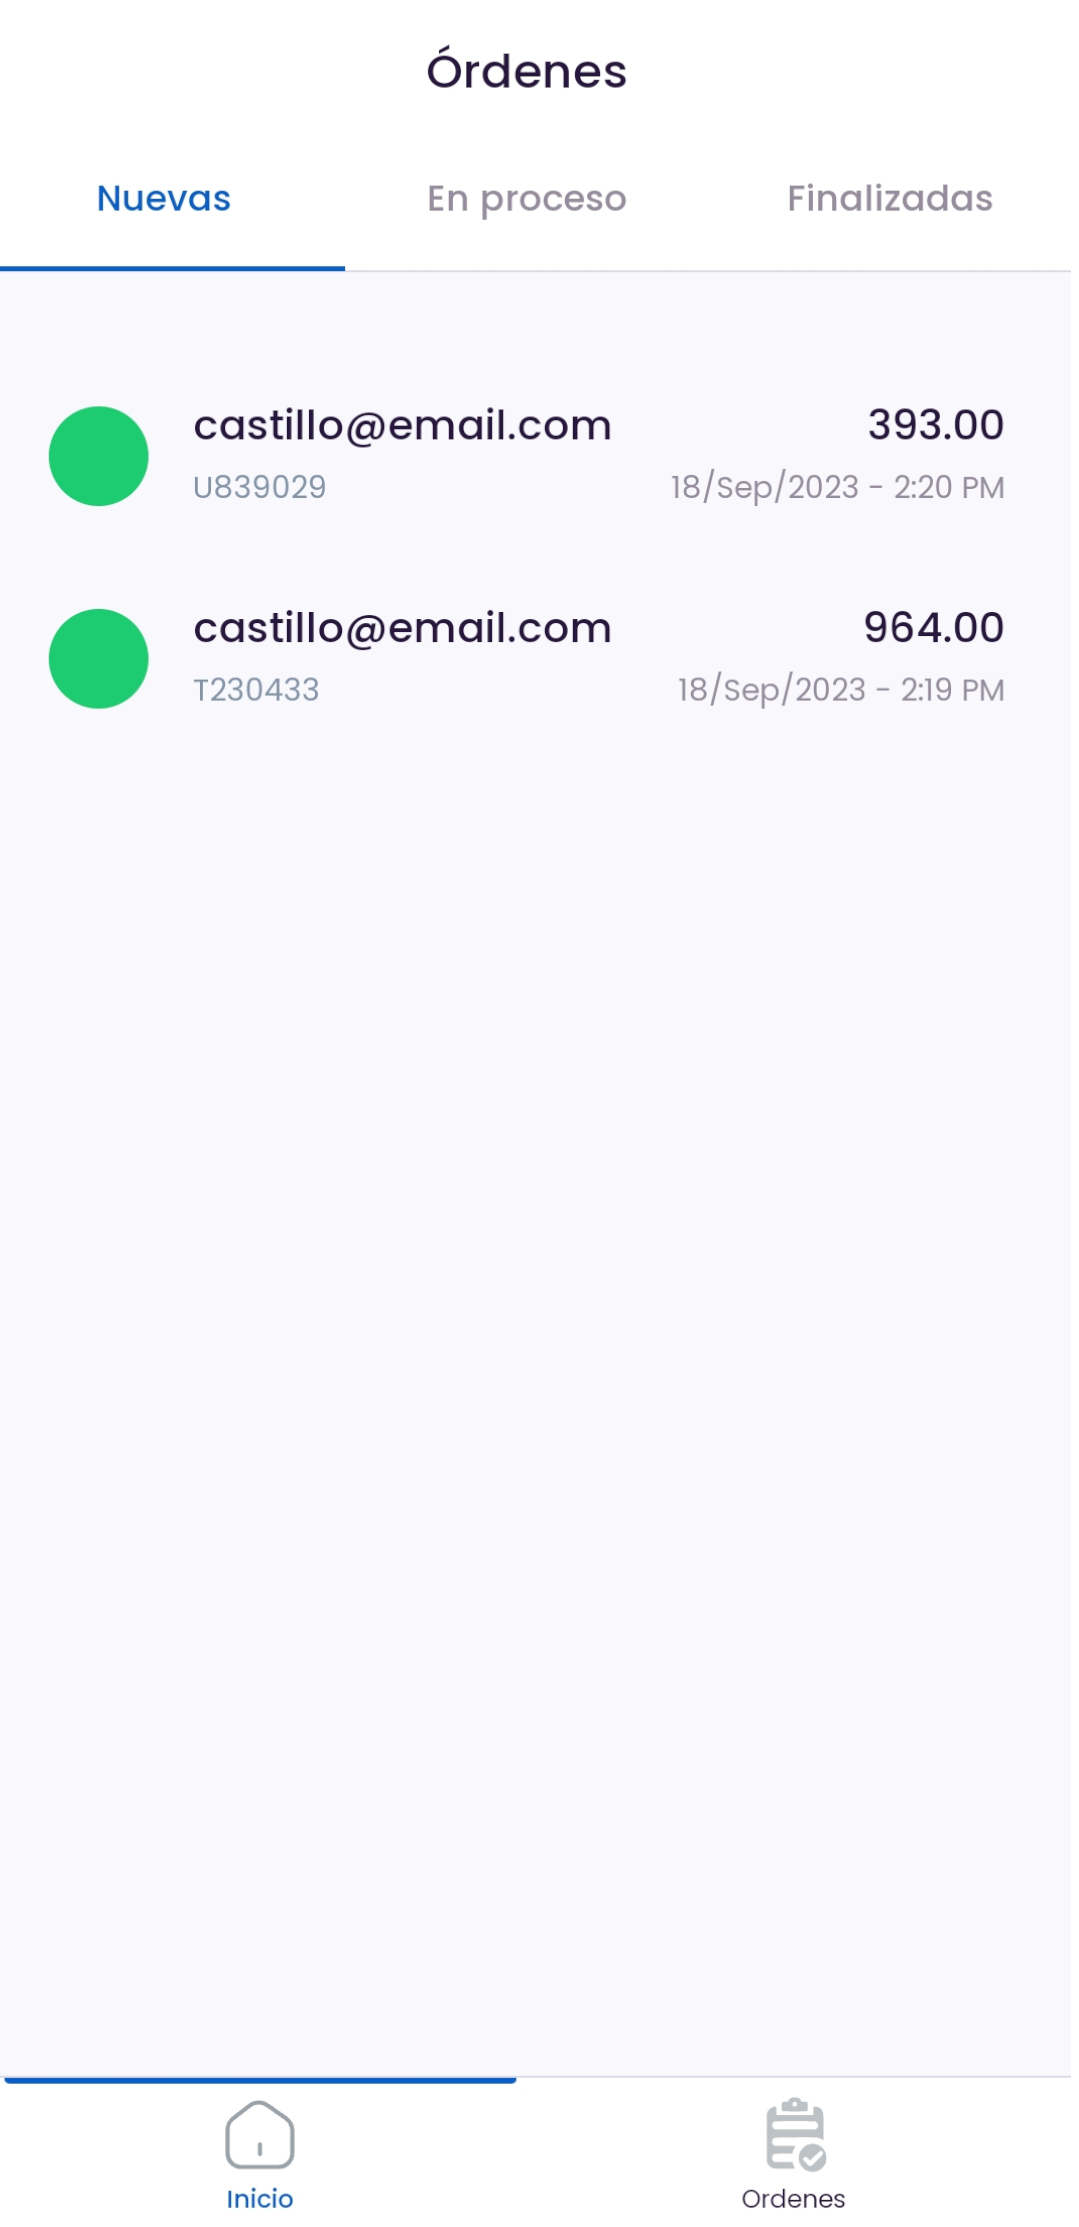 Órdenes
Nuevas En proceso Finalizadas
castillo@email.com 393.00
U839029 18/Sep/2023 - 2:20 PM
castillo@email.com 964.00
T230433 18/Sep/2023 - 2:19 PM
Inicio Ordenes